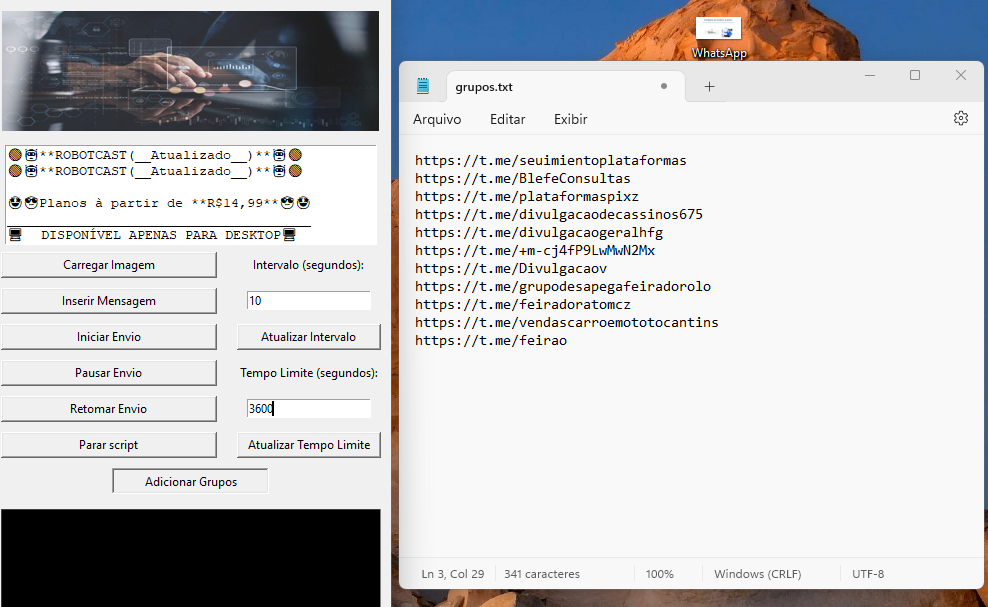 **ROBOTCAST(__Atualizado__)**
**ROBOTCAST(__Atualizado__)**
Planos à partir de **R$14,99**
DISPONÍVEL APENAS PARA DESKTOP
Carregar Imagem
Intervalo (segundos):
Inserir Mensagem
10
Iniciar Envio
Atualizar Intervalo
Pausar Envio
Tempo Limite (segundos):
Retomar Envio
3600
Parar script
Atualizar Tempo Limite
Adicionar Grupos
WhatsApp
grupos.txt
Arquivo Editar Exibir
https://t.me/seuimientoplataformas
https://t.me/BlefeConsultas
https://t.me/plataformaspixz
https://t.me/divulgacaodecassinos675
https://t.me/divulgacaogeralhfg
https://t.me/+m-cj4fP9LwMwN2Mx
https://t.me/Divulgacaov
https://t.me/grupodesapegafeiradorolo
https://t.me/feiradoratomcz
https://t.me/vendascarroemototocantins
https://t.me/feirao
Ln 3, Col 29 341 caracteres 100% Windows (CRLF) UTF-8